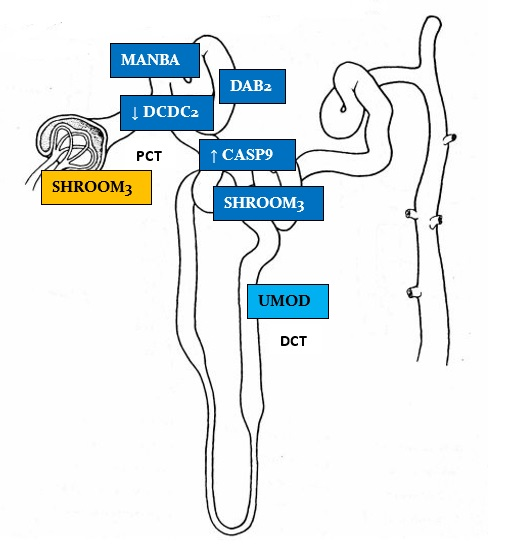 MANBA
DAB2
↓ DCDC2
PCT
↑ CASP9
SHROOM3
SHROOM3
UMOD
DCT